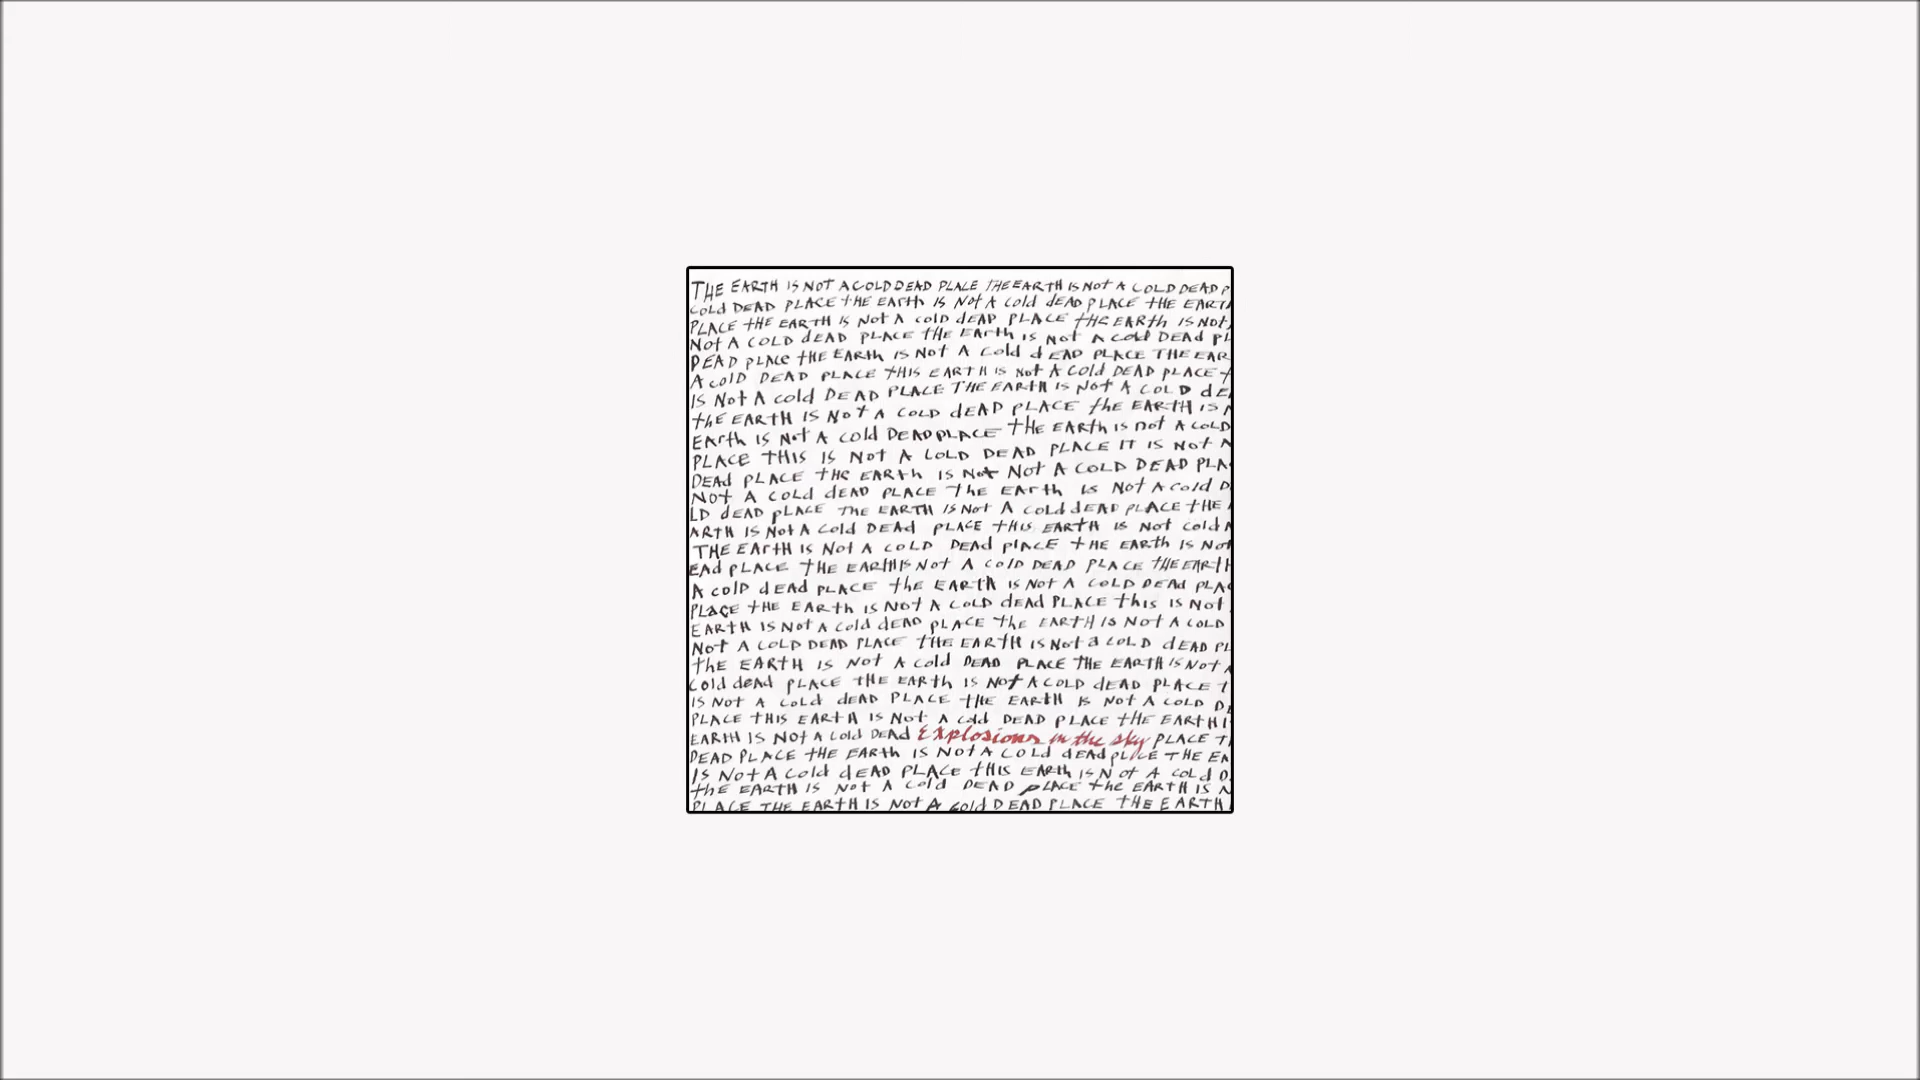 THE EARTH IS NOT A COLD DEAD PLACE THE EARTH IS NOT A COLD DEAD P
COLD DEAD PLACE tHE EARth IS Not A Cold dEAD PLACE tHE EARTH
PLACE tHE EARTH IS Not A COLD dEAD PLACE tHE EARth IS NOt
Not A COLD dEAD PLACE tHE EArth IS Not A Cold DEAd PL
DEAD PLACe tHE EARth IS Not A Cold dEAD PLACE THE EAR
A COlD DEAD PLACE tHIS EARTH IS Not A Cold DEAD PLACE t
IS Not A cold DEAD PLACE THE EARtH IS Not A COLD dE
thE EARTH IS Not A COLD dEAD PLACE thE EARtH IS N
EArth IS Not A Cold DEADPLACE tHE EARth IS not A COLD
PLACE tHIS IS NOT A COLD DEAD PLACE IT IS Not A
DEAd PLACE tHE EARth IS Not Not A COLD DEAD PLA
NOt A COld dEAD PLACE thE EARth IS Not A Cold D
LD dEAD pLACE THE EARTH IS Not A COLd dEAD PLACE tHE
ARTH IS Not A Cold DEAd PLACE tHIS EARTH IS Not Cold A
THE EArtH IS Not A COLD DEAd PlACE tHE EARth IS Not
EAd PLACE tHE EARtHIS Not A ColD DEAD PLACE tHE EARtH
A COlD dEAd PLACE thE EARTH IS NOt A COLD DEAd PLA
PLACE tHE EARth IS Not A COLD dEAd PLACE this IS Not
EARtH IS Not A Cold dEAD PLACE thE EARTH IS Not A COLD
Not A COLD DEAD PLACE tHE EARtH IS Not a COLD dEAD PL
thE EARTH IS Not A Cold DEAD PLACE THE EARTH IS Not A
Cold deAd PLACE tHE EARth IS Not A COLD dEAD PLACE T
IS Not A Cold dEAD PLACE tHE EARtH IS Not A COLD DE
PLACE tHIS EARtH IS Not A Cold DEAD PLACE tHE EARtH I
EARtH IS Not A Cold DEAD Explosions in the sky PLACE T
DEAD PLACE tHE EARth IS Not A COLd dEAd pLACE THE EA
IS Not A Cold dEAD PLACE tHIS EARth IS Not A COLd D
thE EARTH IS Not A Cold DEAD PLACE the EARTH IS N
PLACE THE EARTH IS NOt A Cold DEAD PLACE tHE EARTH